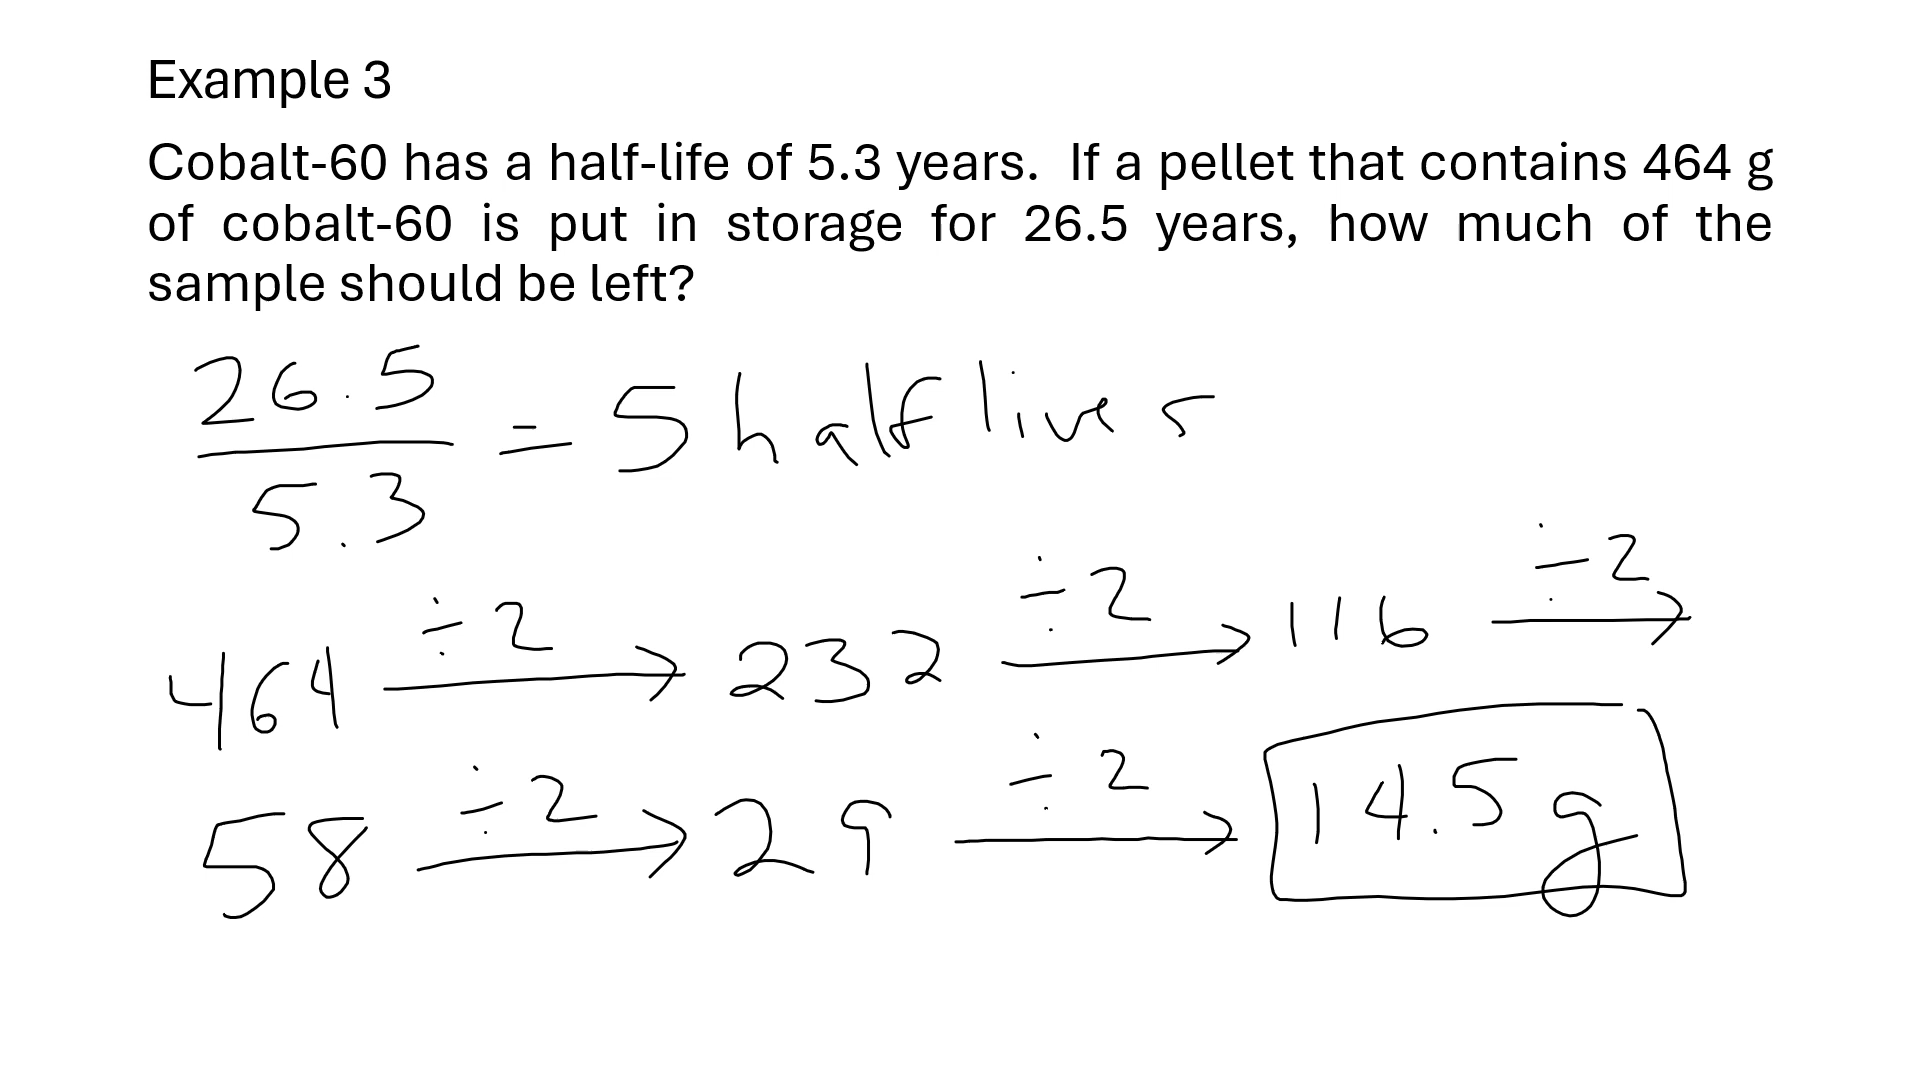 Example 3
Cobalt-60 has a half-life of 5.3 years. If a pellet that contains 464 g
of cobalt-60 is put in storage for 26.5 years, how much of the
sample should be left?
26.5
5.3
= 5 half lives
÷2 ÷2 ÷2
464 → 232 → 116 →
÷2 ÷2
58 → 29 → 14.5 g